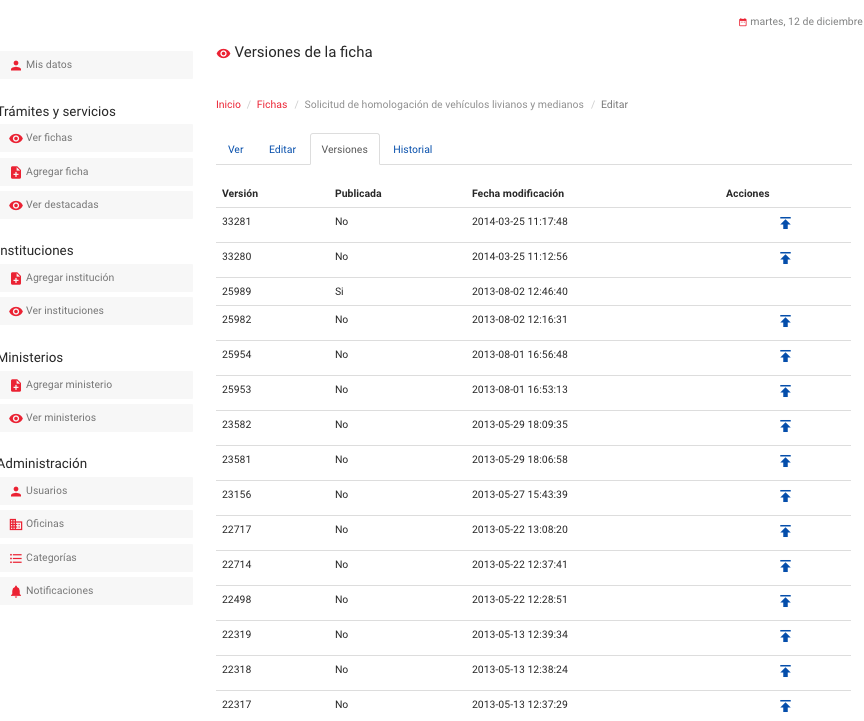 martes, 12 de diciembre
Mis datos
Trámites y servicios
Ver fichas
Agregar ficha
Ver destacadas
nstituciones
Agregar institución
Ver instituciones
Ministerios
Agregar ministerio
Ver ministerios
Administración
Usuarios
Oficinas
Categorías
Notificaciones
Versiones de la ficha
Inicio / Fichas / Solicitud de homologación de vehículos livianos y medianos / Editar
Ver Editar Versiones Historial
Versión Publicada Fecha modificación Acciones
33281 No 2014-03-25 11:17:48
33280 No 2014-03-25 11:12:56
25989 Si 2013-08-02 12:46:40
25982 No 2013-08-02 12:16:31
25954 No 2013-08-01 16:56:48
25953 No 2013-08-01 16:53:13
23582 No 2013-05-29 18:09:35
23581 No 2013-05-29 18:06:58
23156 No 2013-05-27 15:43:39
22717 No 2013-05-22 13:08:20
22714 No 2013-05-22 12:37:41
22498 No 2013-05-22 12:28:51
22319 No 2013-05-13 12:39:34
22318 No 2013-05-13 12:38:24
22317 No 2013-05-13 12:37:29